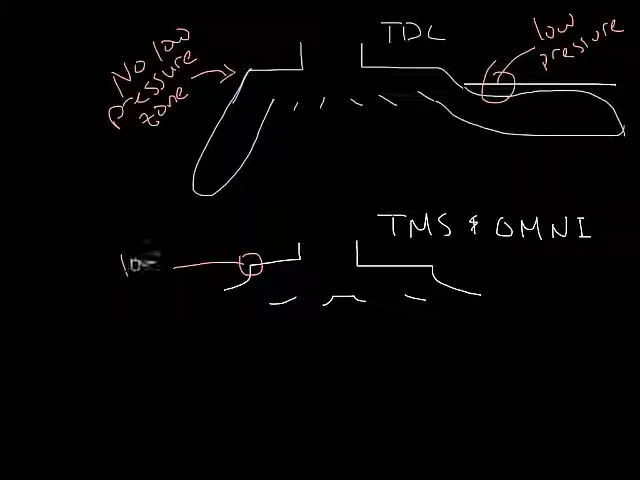 TDC
No low
pressure
zone
low
pressure
TMS & OMNI